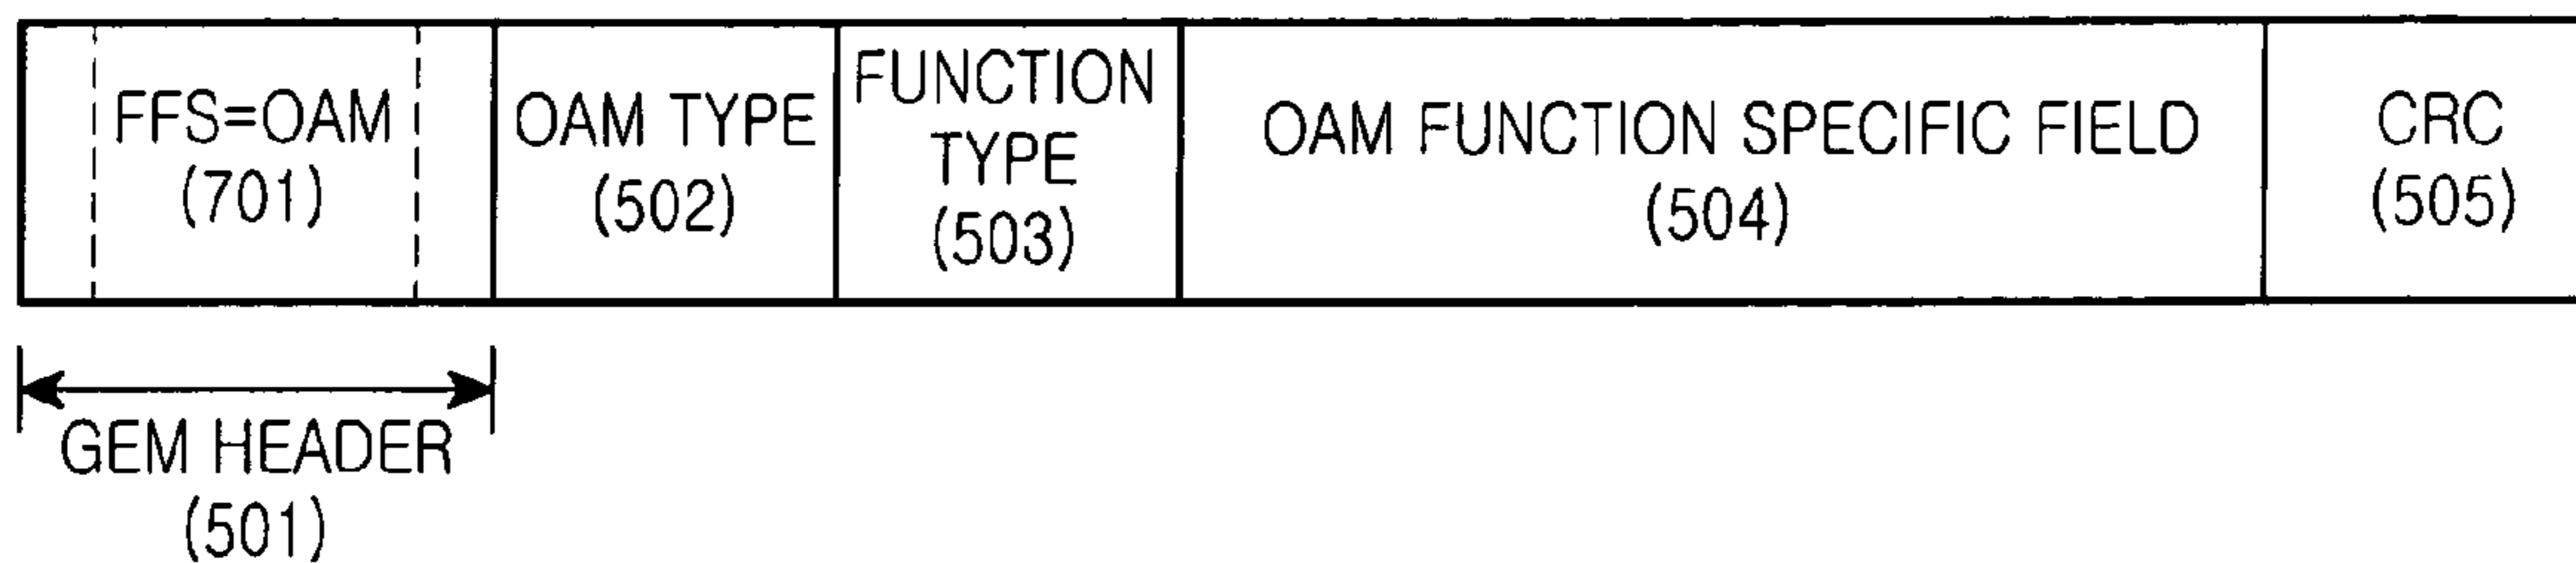 FFS=OAM
(701)
OAM TYPE
(502)
FUNCTION
TYPE
(503)
OAM FUNCTION SPECIFIC FIELD
(504)
CRC
(505)
GEM HEADER
(501)